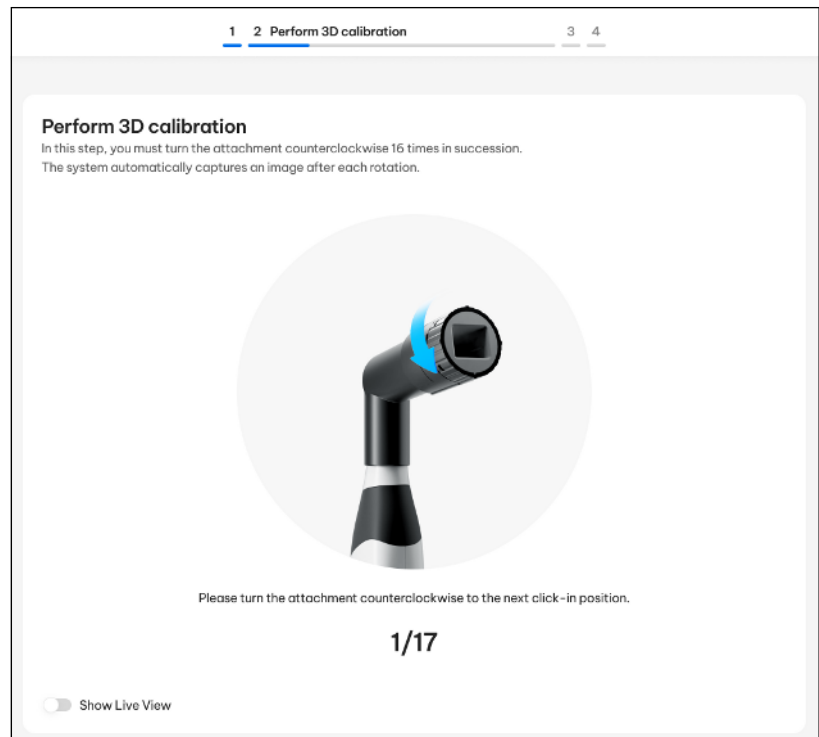 1 2 Perform 3D calibration 3 4
Perform 3D calibration
In this step, you must turn the attachment counterclockwise 16 times in succession.
The system automatically captures an image after each rotation.
Please turn the attachment counterclockwise to the next click-in position.
1/17
Show Live View